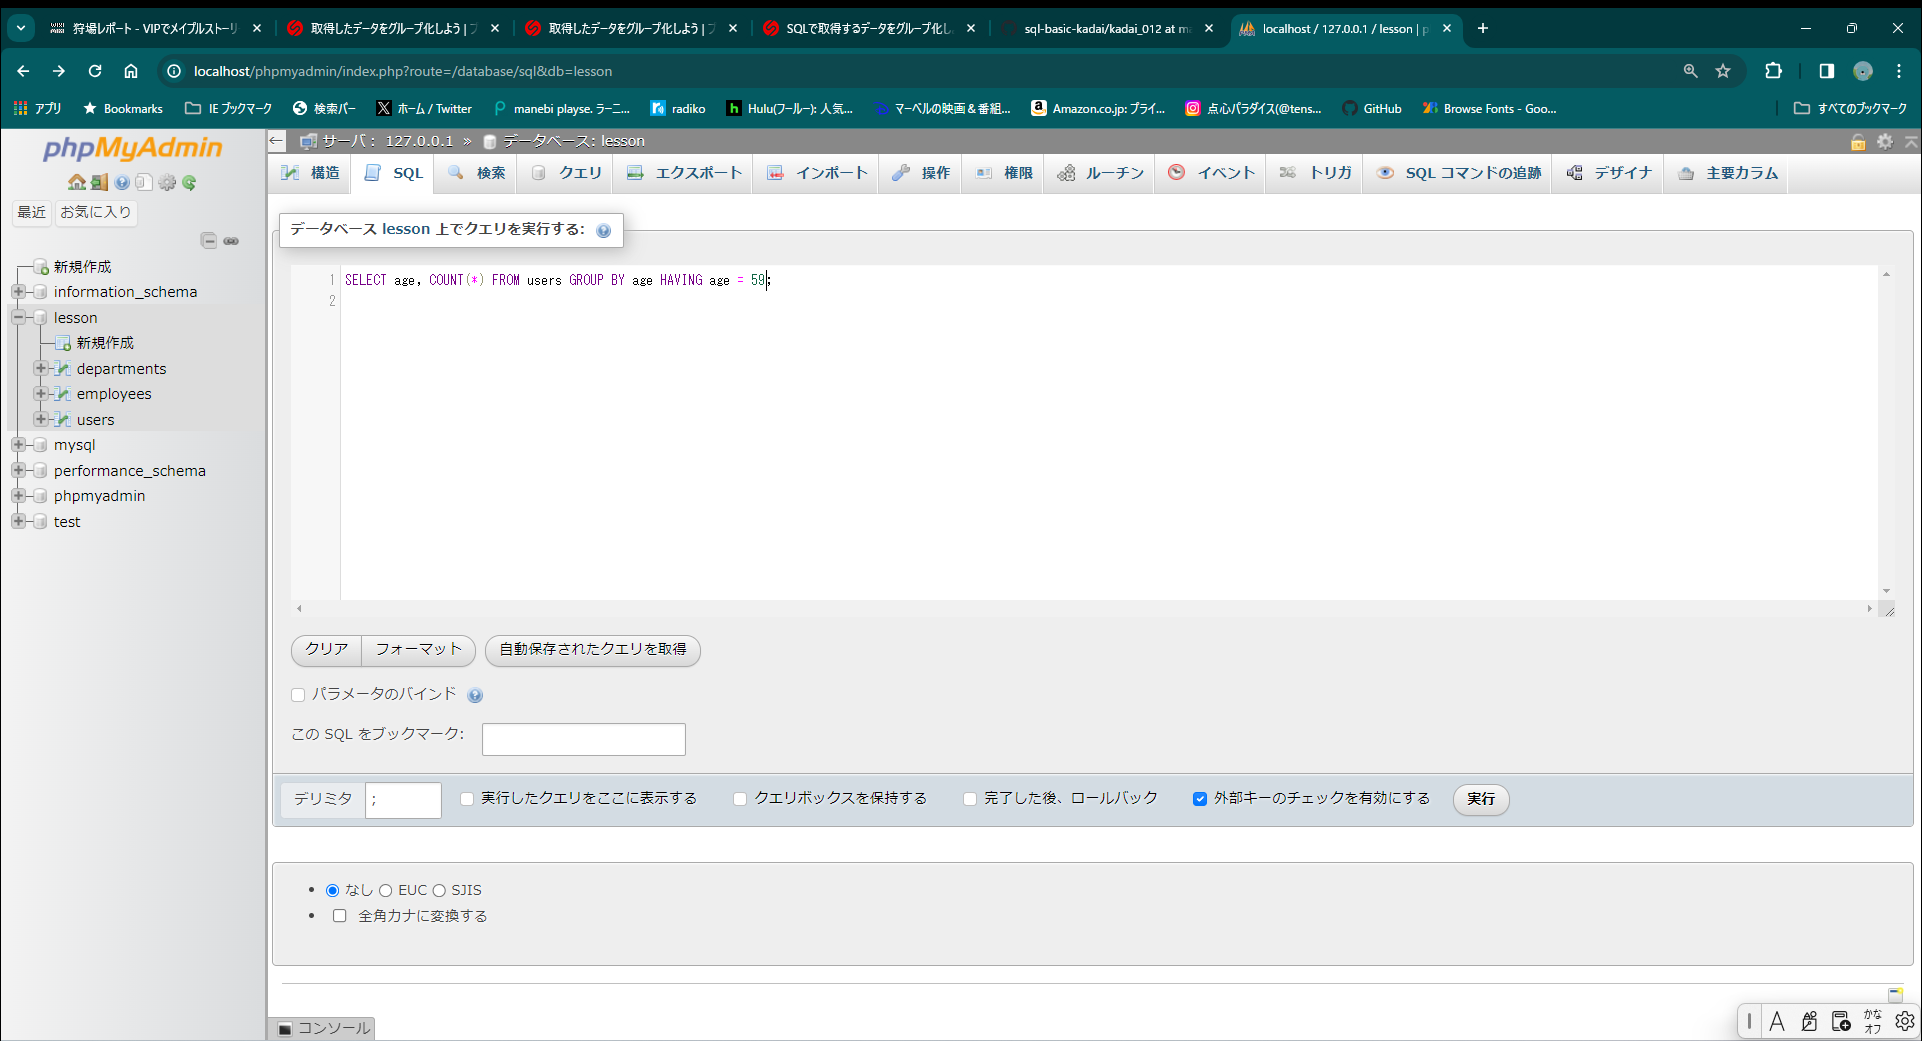 狩場レポート - VIPでメイプルストーリ
取得したデータをグループ化しよう | プ
取得したデータをグループ化しよう | プ
SQLで取得するデータをグループ化し
sql-basic-kadai/kadai_012 at ma
localhost / 127.0.0.1 / lesson | p
localhost/phpmyadmin/index.php?route=/database/sql&db=lesson
アプリ
Bookmarks
IE ブックマーク
検索バー
ホーム / Twitter
manebi playse. ラーニ...
radiko
Hulu(フールー): 人気...
マーベルの映画＆番組...
Amazon.co.jp: プライ...
点心パラダイス(@tens...
GitHub
Browse Fonts - Goo...
すべてのブックマーク
phpMyAdmin
最近
お気に入り
新規作成
information_schema
lesson
新規作成
departments
employees
users
mysql
performance_schema
phpmyadmin
test
サーバ： 127.0.0.1 » データベース: lesson
構造
SQL
検索
クエリ
エクスポート
インポート
操作
権限
ルーチン
イベント
トリガ
SQL コマンドの追跡
デザイナ
主要カラム
データベース lesson 上でクエリを実行する:
1 SELECT age, COUNT(*) FROM users GROUP BY age HAVING age = 59;
2
クリア
フォーマット
自動保存されたクエリを取得
パラメータのバインド
この SQL をブックマーク:
デリミタ ;
実行したクエリをここに表示する
クエリボックスを保持する
完了した後、ロールバック
外部キーのチェックを有効にする
実行
なし EUC SJIS
全角カナに変換する
コンソール
A
かな
オフ